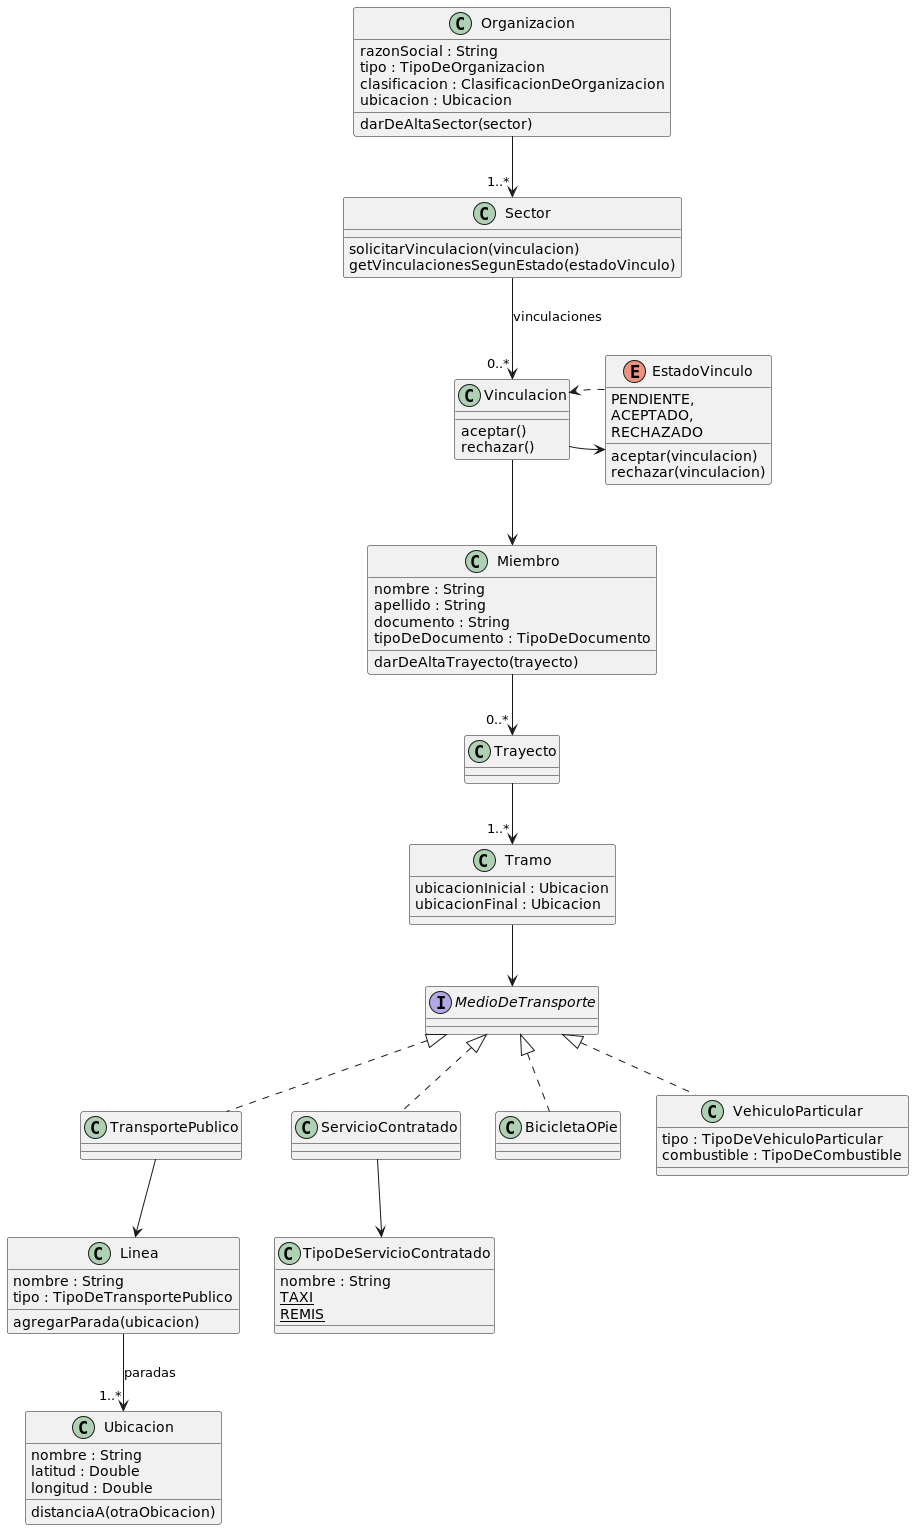 C Organizacion
razonSocial : String
tipo : TipoDeOrganizacion
clasificacion : ClasificacionDeOrganizacion
ubicacion : Ubicacion
darDeAltaSector(sector)
1..*
C Sector
solicitarVinculacion(vinculacion)
getVinculacionesSegunEstado(estadoVinculo)
vinculaciones
0..*
C Vinculacion
aceptar()
rechazar()
E EstadoVinculo
PENDIENTE,
ACEPTADO,
RECHAZADO
aceptar(vinculacion)
rechazar(vinculacion)
C Miembro
nombre : String
apellido : String
documento : String
tipoDeDocumento : TipoDeDocumento
darDeAltaTrayecto(trayecto)
0..*
C Trayecto
1..*
C Tramo
ubicacionInicial : Ubicacion
ubicacionFinal : Ubicacion
I MedioDeTransporte
C TransportePublico
C ServicioContratado
C BicicletaOPie
C VehiculoParticular
tipo : TipoDeVehiculoParticular
combustible : TipoDeCombustible
C Linea
nombre : String
tipo : TipoDeTransportePublico
agregarParada(ubicacion)
C TipoDeServicioContratado
nombre : String
TAXI
REMIS
paradas
1..*
C Ubicacion
nombre : String
latitud : Double
longitud : Double
distanciaA(otraObicacion)